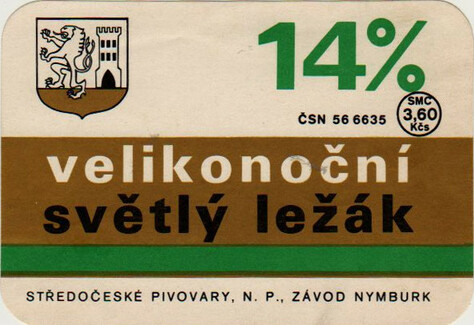 14%
ČSN 56 6635
SMC
3,60
Kčs
velikonoční
světlý ležák
STŘEDOČESKÉ PIVOVARY, N. P., ZÁVOD NYMBURK